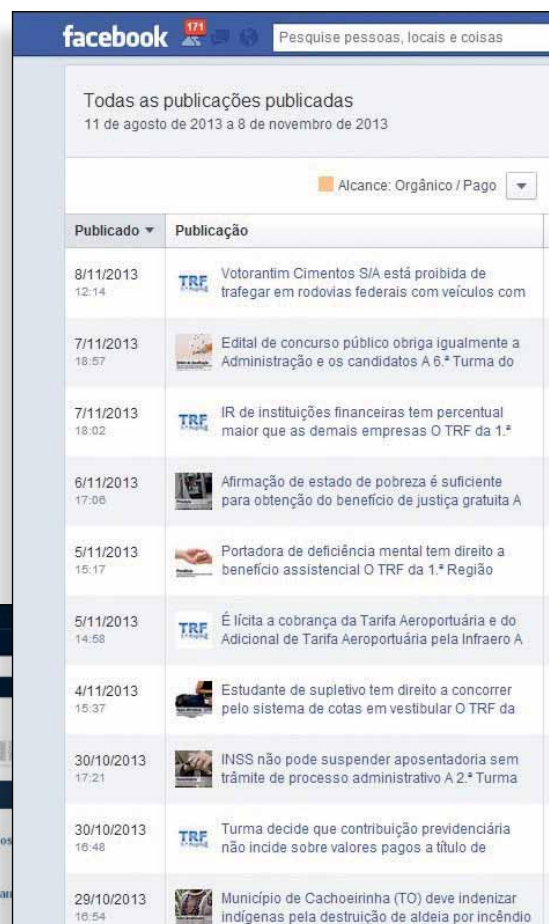 facebook
171
Pesquise pessoas, locais e coisas
Todas as publicações publicadas
11 de agosto de 2013 a 8 de novembro de 2013
Alcance: Orgânico / Pago
Publicado Publicação
8/11/2013
12:14
TRF
Votorantim Cimentos S/A está proibida de
trafegar em rodovias federais com veículos com
7/11/2013
18:57
Edital de concurso público obriga igualmente a
Administração e os candidatos A 6.ª Turma do
7/11/2013
18:02
TRF
IR de instituições financeiras tem percentual
maior que as demais empresas O TRF da 1.ª
6/11/2013
17:06
Afirmação de estado de pobreza é suficiente
para obtenção do benefício de justiça gratuita A
5/11/2013
15:17
Portadora de deficiência mental tem direito a
benefício assistencial O TRF da 1.ª Região
5/11/2013
14:58
TRF
É lícita a cobrança da Tarifa Aeroportuária e do
Adicional de Tarifa Aeroportuária pela Infraero A
4/11/2013
15:37
Estudante de supletivo tem direito a concorrer
pelo sistema de cotas em vestibular O TRF da
30/10/2013
17:21
INSS não pode suspender aposentadoria sem
trâmite de processo administrativo A 2.ª Turma
30/10/2013
16:48
TRF
Turma decide que contribuição previdenciária
não incide sobre valores pagos a título de
29/10/2013
16:54
Município de Cachoeirinha (TO) deve indenizar
indígenas pela destruição de aldeia por incêndio